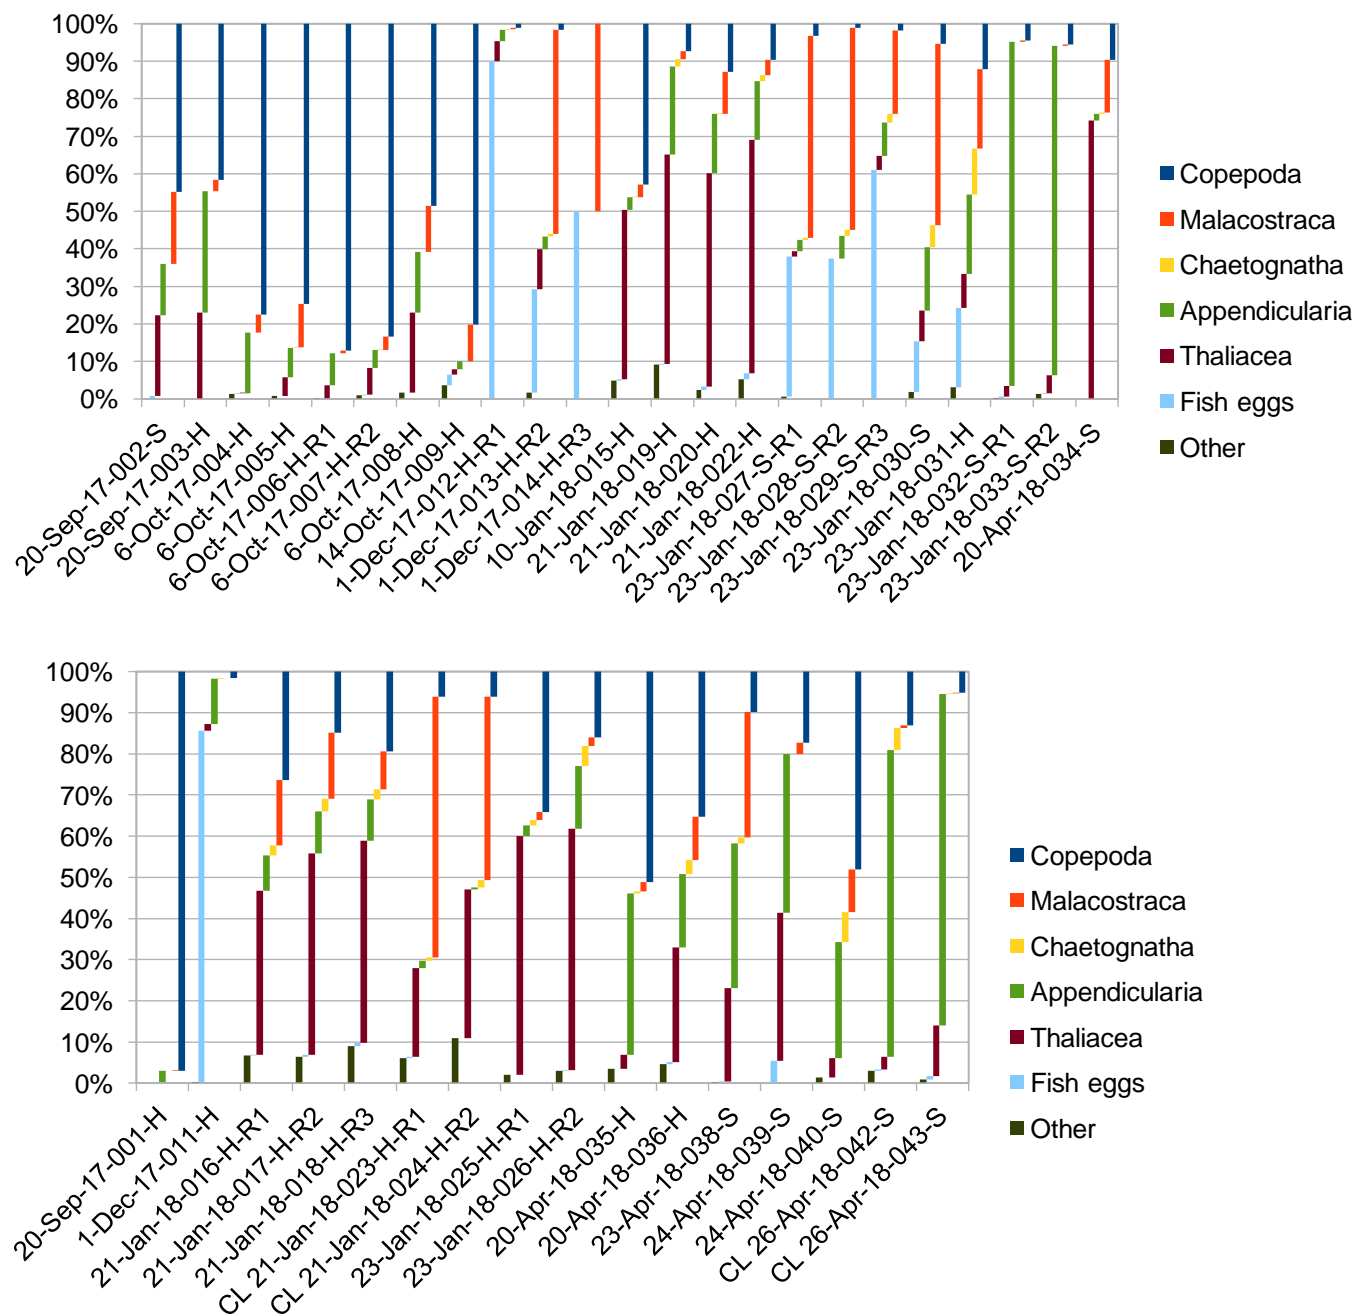 100%
90%
80%
70%
60%
50%
40%
30%
20%
10%
0%
Copepoda
Malacostraca
Chaetognatha
Appendicularia
Thaliacea
Fish eggs
Other
20-Sep-17-002-S
20-Sep-17-003-H
6-Oct-17-004-H
6-Oct-17-005-H
6-Oct-17-006-H-R1
6-Oct-17-007-H-R2
6-Oct-17-008-H
14-Oct-17-009-H
1-Dec-17-012-H-R1
1-Dec-17-013-H-R2
1-Dec-17-014-H-R3
10-Jan-18-015-H
21-Jan-18-019-H
21-Jan-18-020-H
21-Jan-18-022-H
23-Jan-18-027-S-R1
23-Jan-18-028-S-R2
23-Jan-18-029-S-R3
23-Jan-18-030-S
23-Jan-18-031-H
23-Jan-18-032-S-R1
23-Jan-18-033-S-R2
20-Apr-18-034-S
100%
90%
80%
70%
60%
50%
40%
30%
20%
10%
0%
Copepoda
Malacostraca
Chaetognatha
Appendicularia
Thaliacea
Fish eggs
Other
20-Sep-17-001-H
1-Dec-17-011-H
21-Jan-18-016-H-R1
21-Jan-18-017-H-R2
21-Jan-18-018-H-R3
CL 21-Jan-18-023-H-R1
CL 21-Jan-18-024-H-R2
23-Jan-18-025-H-R1
23-Jan-18-026-H-R2
20-Apr-18-035-H
20-Apr-18-036-H
23-Apr-18-038-S
24-Apr-18-039-S
24-Apr-18-040-S
CL 26-Apr-18-042-S
CL 26-Apr-18-043-S